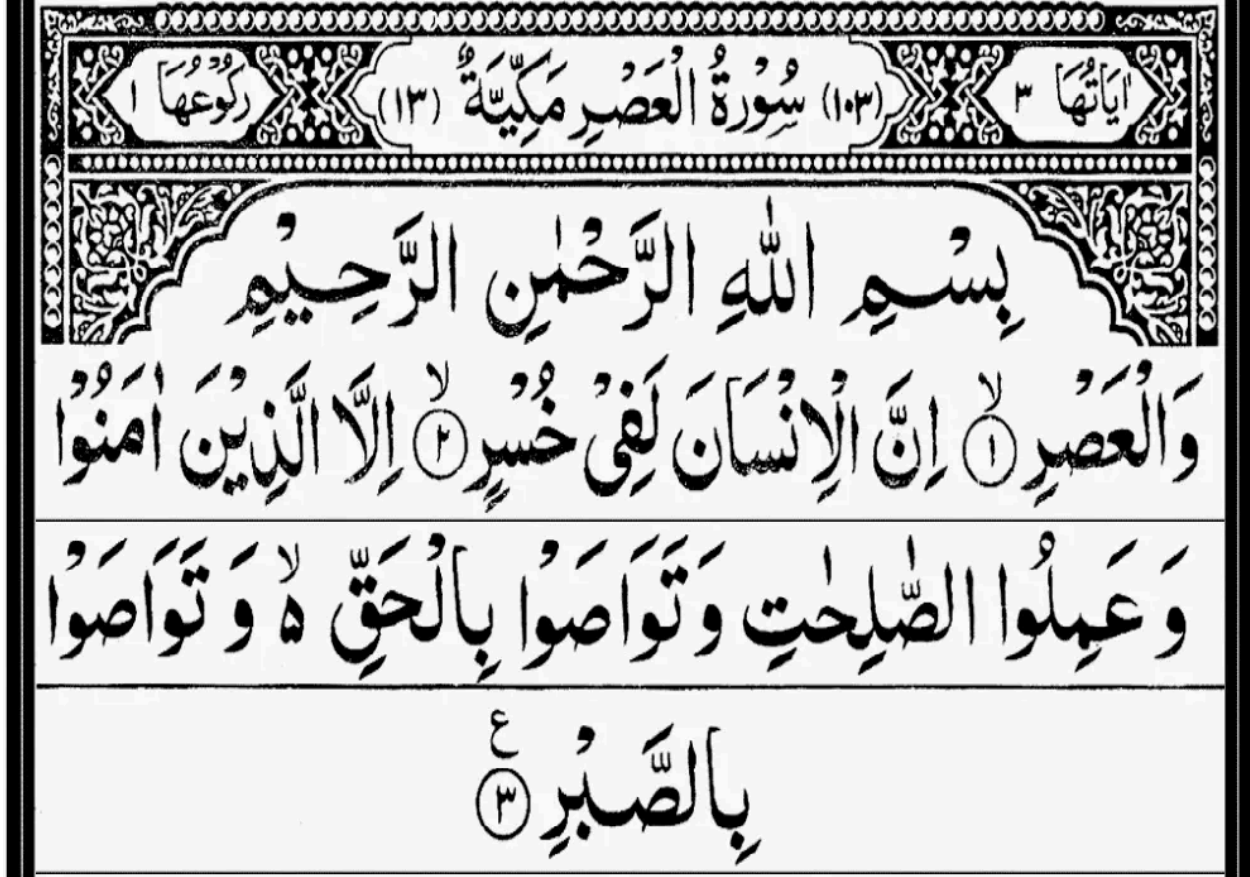 اٰيَاتُهَا ٣ (١٠٣) سُوْرَةُ الْعَصْرِ مَكِّيَّةٌ (١٣) رُكُوْعُهَا ١
بِسْمِ اللّٰهِ الرَّحْمٰنِ الرَّحِيْمِ
وَالْعَصْرِ ۙ‏﴿١﴾ اِنَّ الْاِنْسَانَ لَفِىْ خُسْرٍ ۙ‏﴿٢﴾ اِلَّا الَّذِيْنَ اٰمَنُوْا
وَ عَمِلُوا الصّٰلِحٰتِ وَتَوَاصَوْا بِالْحَقِّ ۙ۬ وَ تَوَاصَوْا
بِالصَّبْرِ ﴿٣﴾ ع